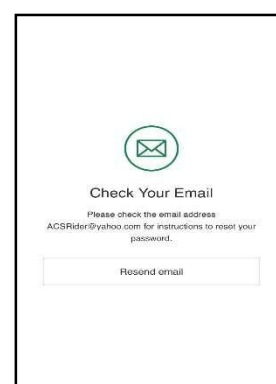 Check Your Email
Please check the email address
ACSRider@yahoo.com for instructions to reset your
password.
Resend email